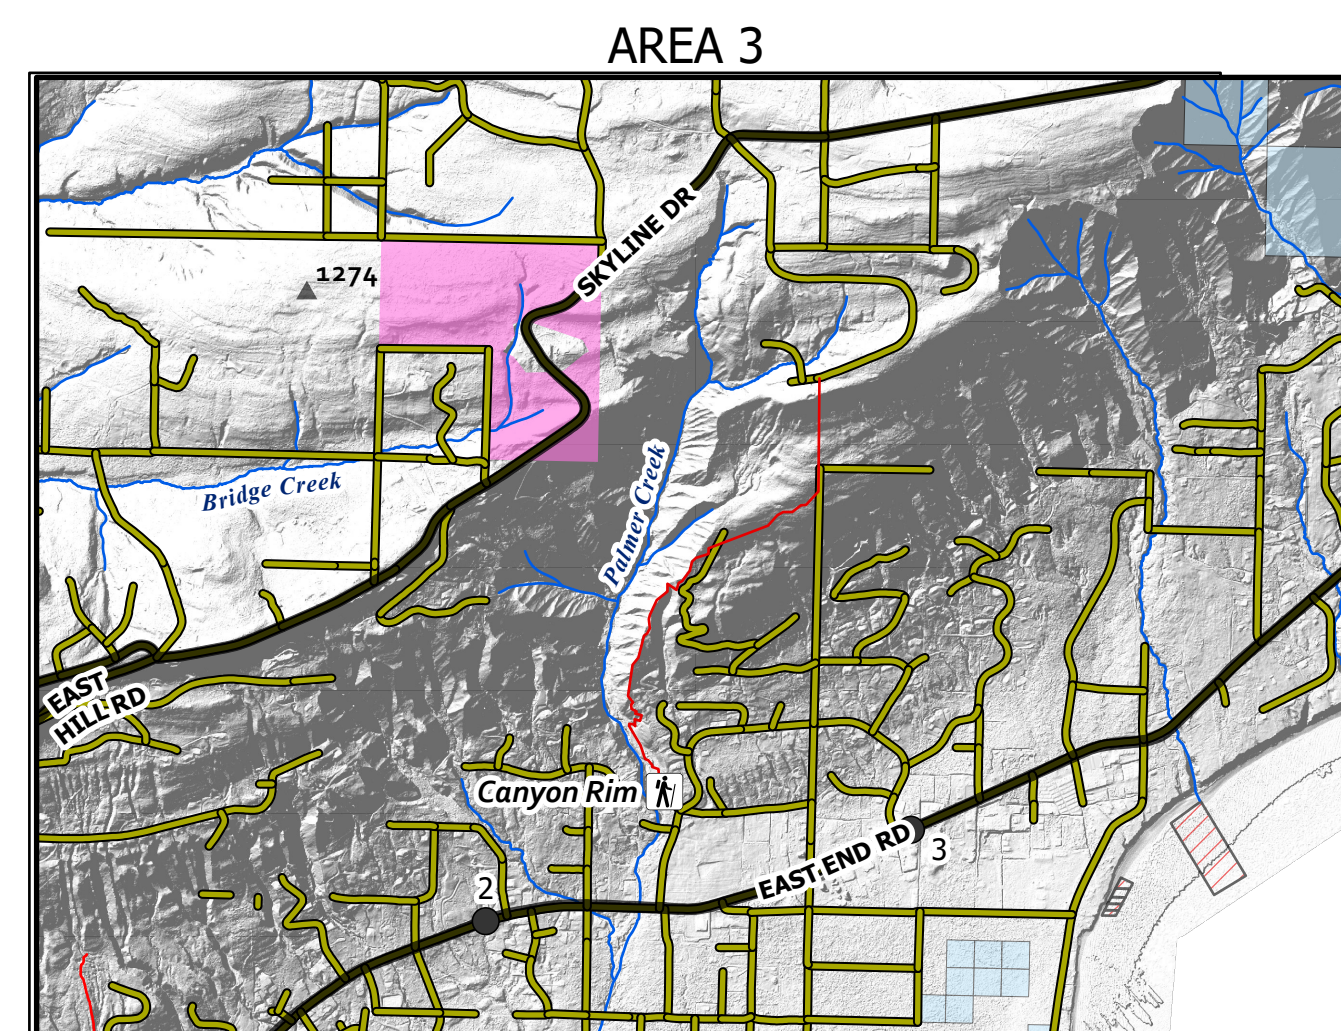 AREA 3
SKYLINE DR
1274
Bridge Creek
Palmer Creek
EAST
HILL RD
Canyon Rim
EAST END RD
3
2